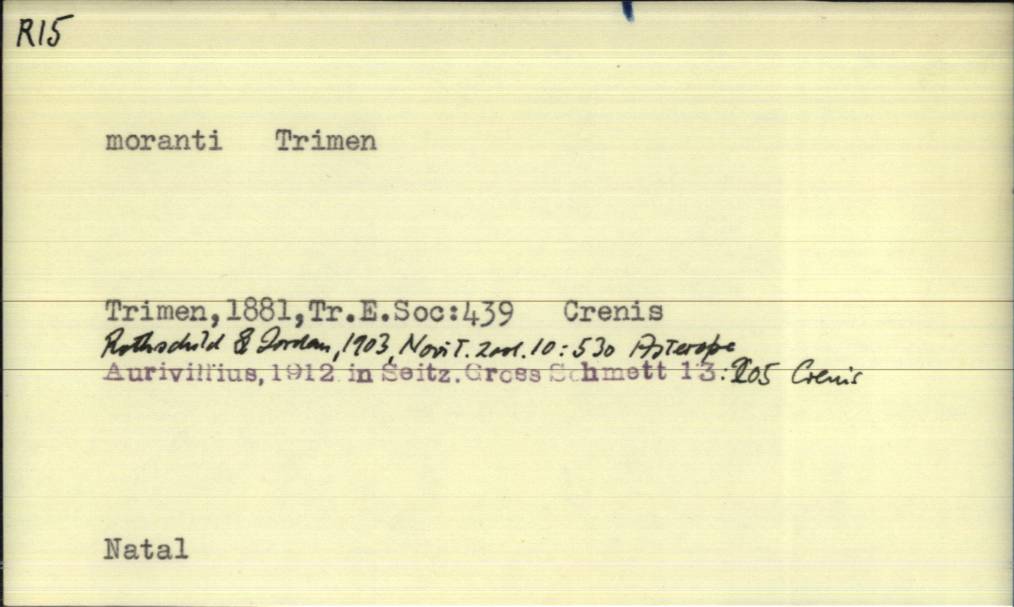 R15
moranti Trimen
Trimen,1881,Tr.E.Soc:439 Crenis
Rothschild & Jordan, 1903, Novit. zool. 10: 530 Asterope
Aurivillius, 1912 in Seitz. Gross Schmett 13: 205 Crenis
Natal